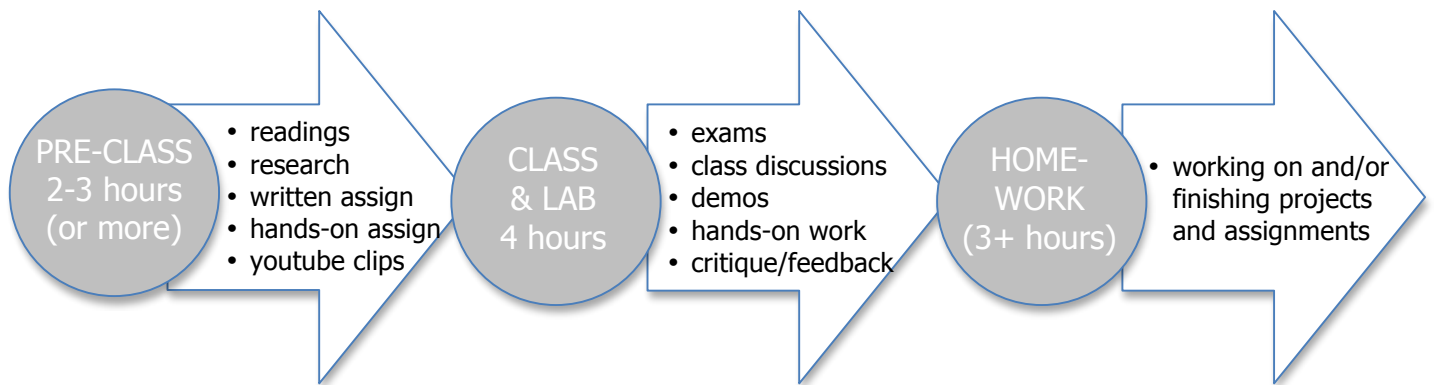 PRE-CLASS
2-3 hours
(or more)
• readings
• research
• written assign
• hands-on assign
• youtube clips
CLASS
& LAB
4 hours
• exams
• class discussions
• demos
• hands-on work
• critique/feedback
HOME-
WORK
(3+ hours)
• working on and/or
finishing projects
and assignments